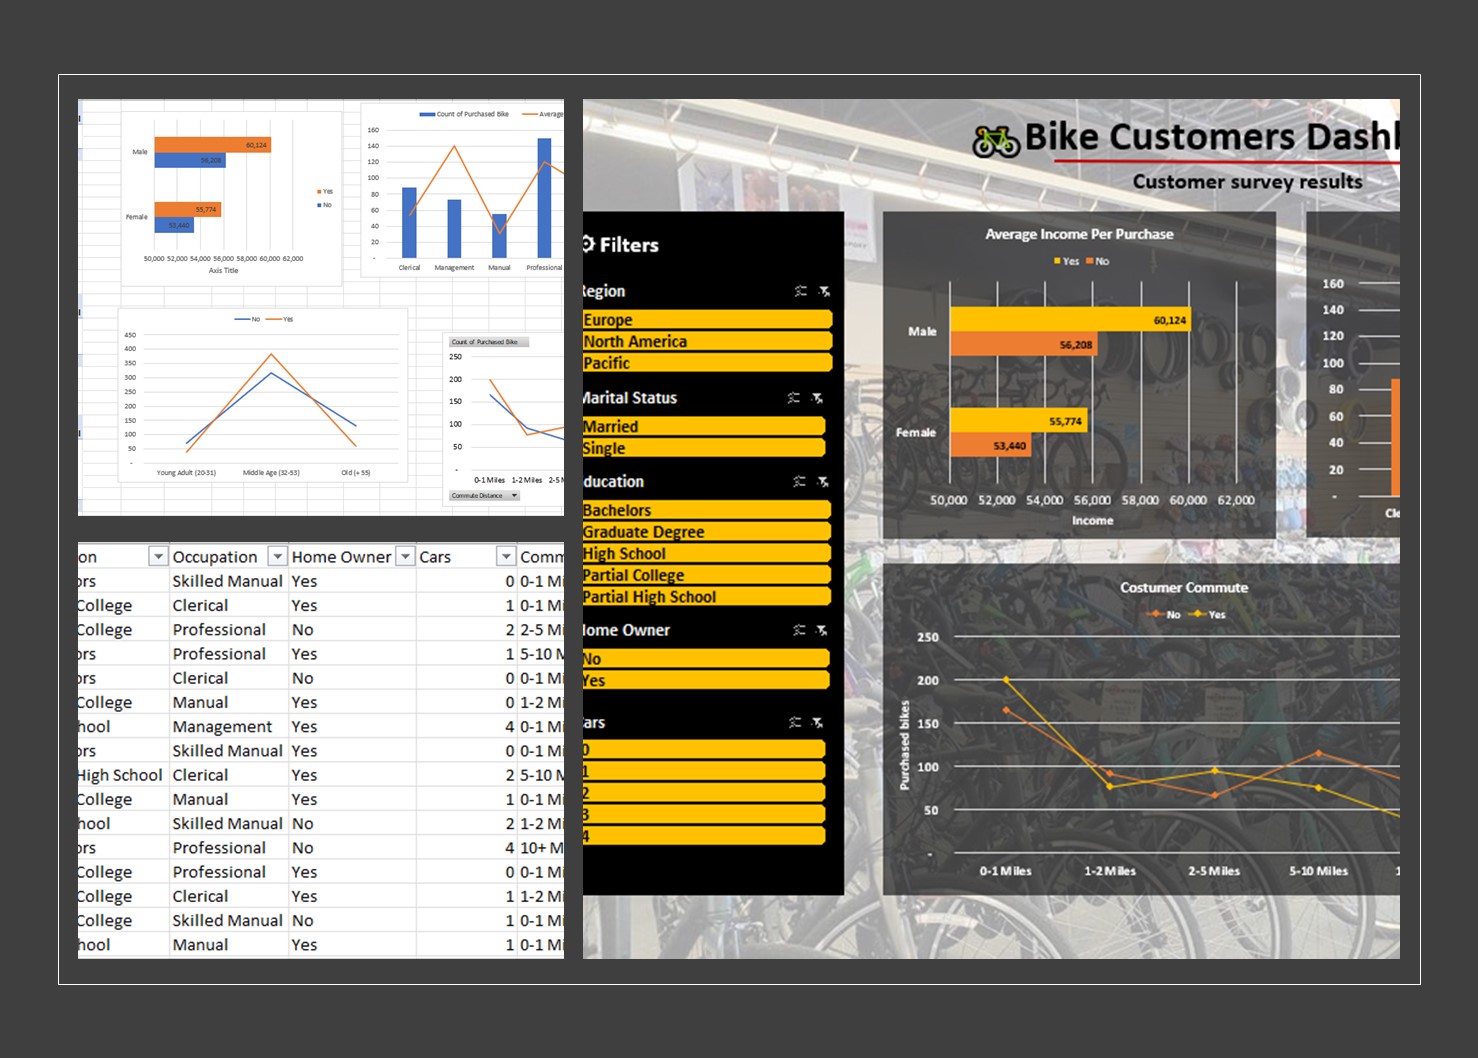 60,124
Male
56,208
Yes
55,774
No
Female
53,440
50,000 52,000 54,000 56,000 58,000 60,000 62,000
Axis Title
Count of Purchased Bike Average
160
140
120
100
80
60
40
20
-
Clerical Management Manual Professional
No Yes
450
400
350
300
250
200
150
100
50
-
Young Adult (20-31) Middle Age (32-53) Old (+ 55)
Count of Purchased Bike
250
200
150
100
50
-
0-1 Miles 1-2 Miles 2-5 M
Commute Distance
on Occupation Home Owner Cars Comm
ors Skilled Manual Yes 0 0-1 Mi
College Clerical Yes 1 0-1 Mi
College Professional No 2 2-5 Mi
ors Professional Yes 1 5-10 M
ors Clerical No 0 0-1 Mi
College Manual Yes 0 1-2 Mi
hool Management Yes 4 0-1 Mi
ors Skilled Manual Yes 0 0-1 Mi
High School Clerical Yes 2 5-10 M
College Manual Yes 1 0-1 Mi
hool Skilled Manual No 2 1-2 Mi
ors Professional No 4 10+ M
College Professional Yes 0 0-1 Mi
College Clerical Yes 1 1-2 Mi
College Skilled Manual No 1 0-1 Mi
hool Manual Yes 1 0-1 Mi
Bike Customers Dashb
Customer survey results
Filters
Region
Europe
North America
Pacific
Marital Status
Married
Single
ducation
Bachelors
Graduate Degree
High School
Partial College
Partial High School
Home Owner
No
Yes
ars
0
1
2
3
4
Average Income Per Purchase
Yes No
Male
60,124
56,208
Female
55,774
53,440
50,000 52,000 54,000 56,000 58,000 60,000 62,000
Income
160
140
120
100
80
60
40
20
-
Cle
Costumer Commute
No Yes
Purchased bikes
250
200
150
100
50
-
0-1 Miles 1-2 Miles 2-5 Miles 5-10 Miles 1